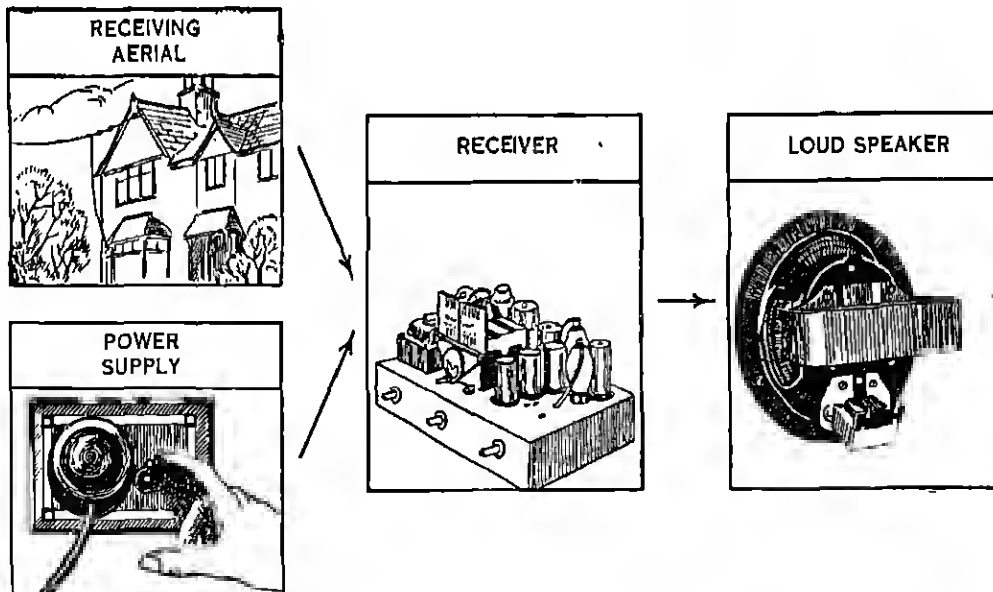 RECEIVING
AERIAL
RECEIVER
LOUD SPEAKER
POWER
SUPPLY